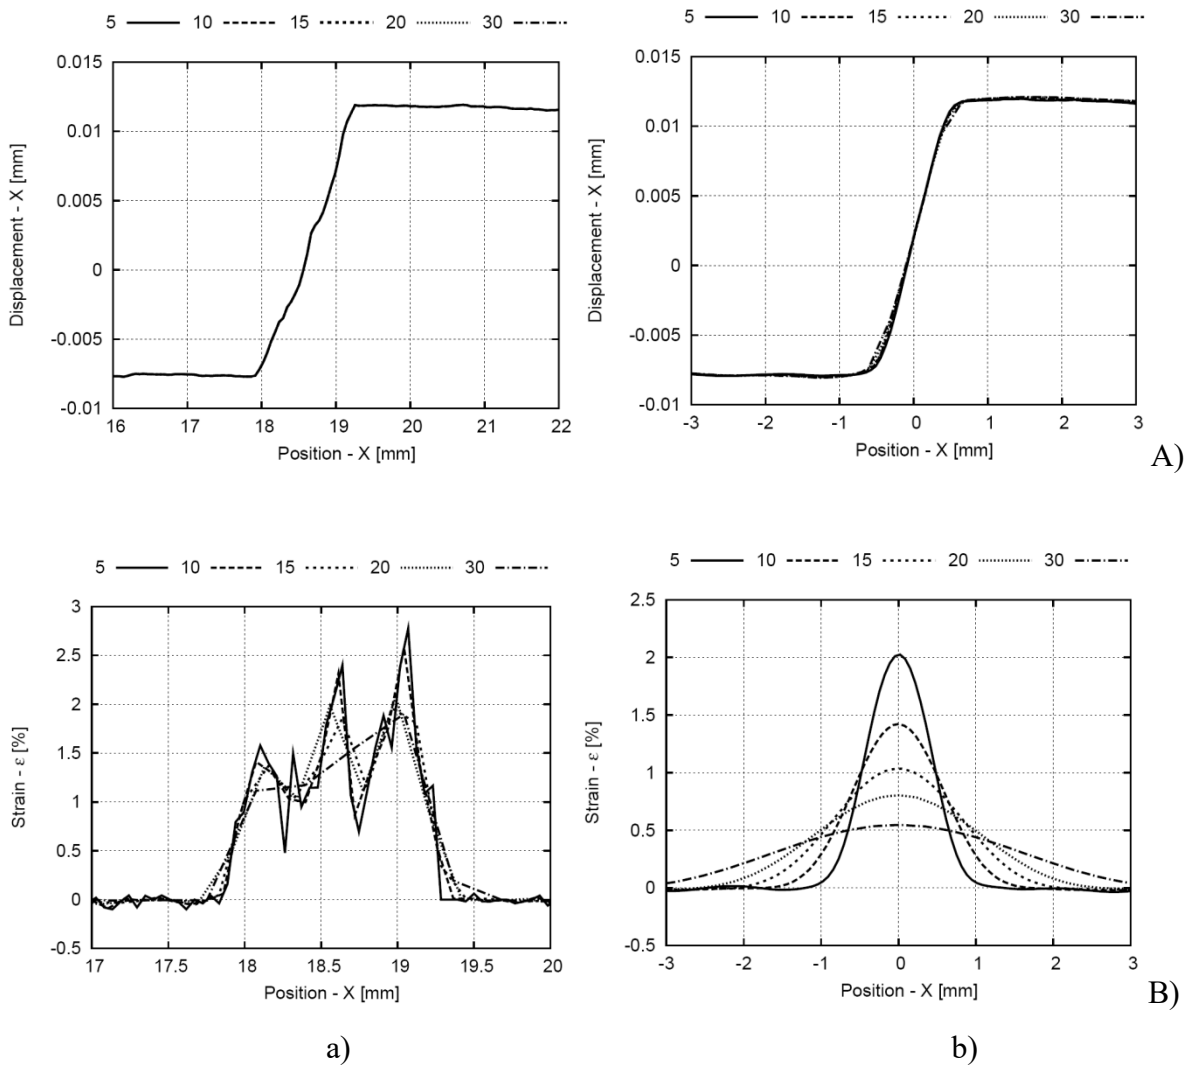 5 10 15 20 30
0.015
0.01
0.005
0
-0.005
-0.01
16 17 18 19 20 21 22
Displacement - X [mm]
Position - X [mm]
5 10 15 20 30
0.015
0.01
0.005
0
-0.005
-0.01
-3 -2 -1 0 1 2 3
Displacement - X [mm]
Position - X [mm]
A)
5 10 15 20 30
3
2.5
2
1.5
1
0.5
0
-0.5
17 17.5 18 18.5 19 19.5 20
Strain - ε [%]
Position - X [mm]
5 10 15 20 30
2.5
2
1.5
1
0.5
0
-0.5
-3 -2 -1 0 1 2 3
Strain - ε [%]
Position - X [mm]
B)
a) b)